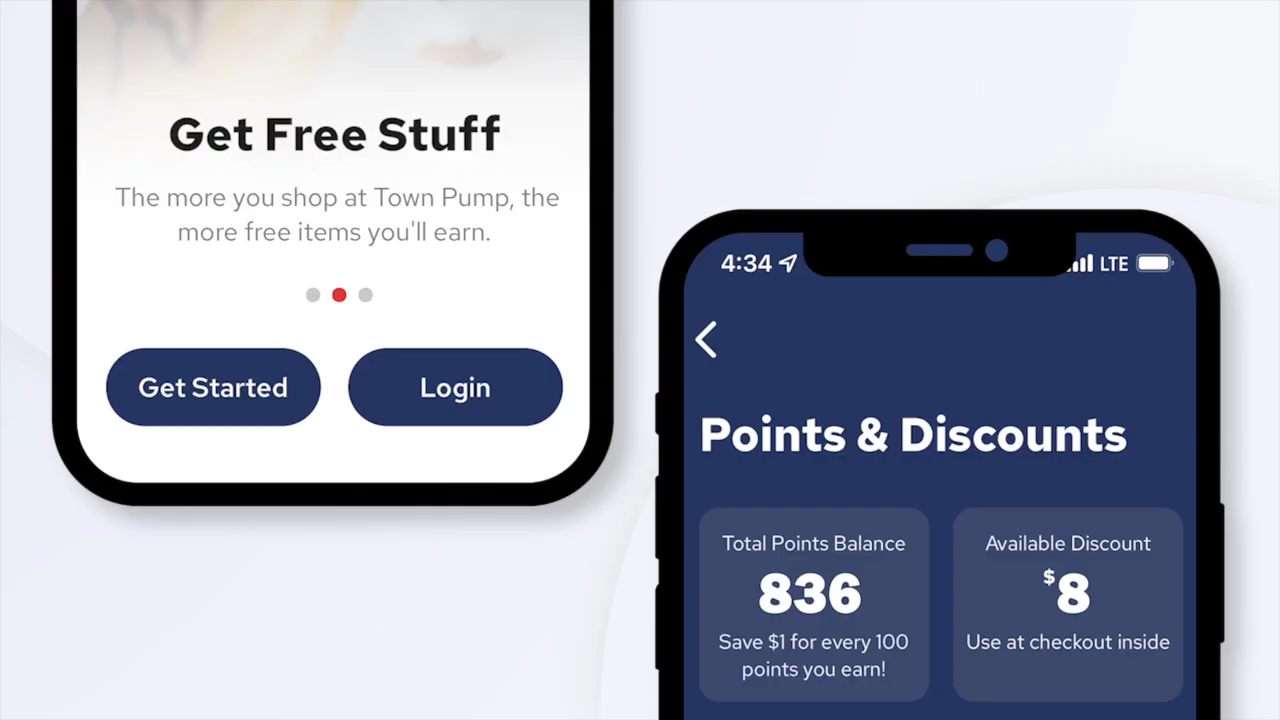 Get Free Stuff
The more you shop at Town Pump, the
more free items you'll earn.
Get Started
Login
4:34
LTE
Points & Discounts
Total Points Balance
836
Save $1 for every 100
points you earn!
Available Discount
$8
Use at checkout inside